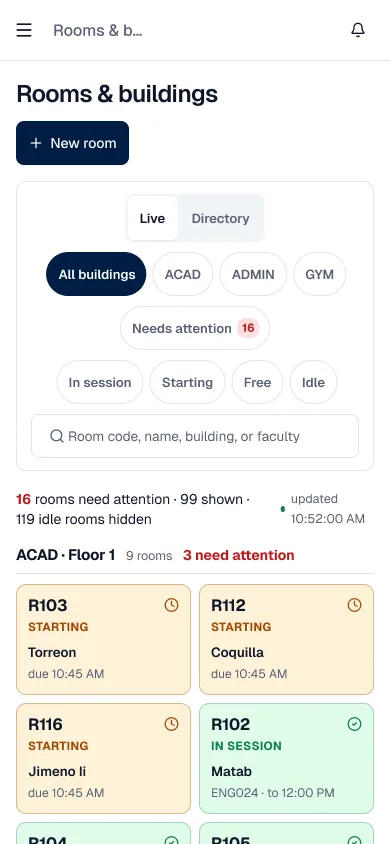 Rooms & b...
Rooms & buildings
+ New room
Live
Directory
All buildings
ACAD
ADMIN
GYM
Needs attention 16
In session
Starting
Free
Idle
Room code, name, building, or faculty
16 rooms need attention · 99 shown ·
119 idle rooms hidden
updated
10:52:00 AM
ACAD · Floor 1 9 rooms 3 need attention
R103
STARTING
Torreon
due 10:45 AM
R112
STARTING
Coquilla
due 10:45 AM
R116
STARTING
Jimeno Ii
due 10:45 AM
R102
IN SESSION
Matab
ENG024 · to 12:00 PM
R104
R105